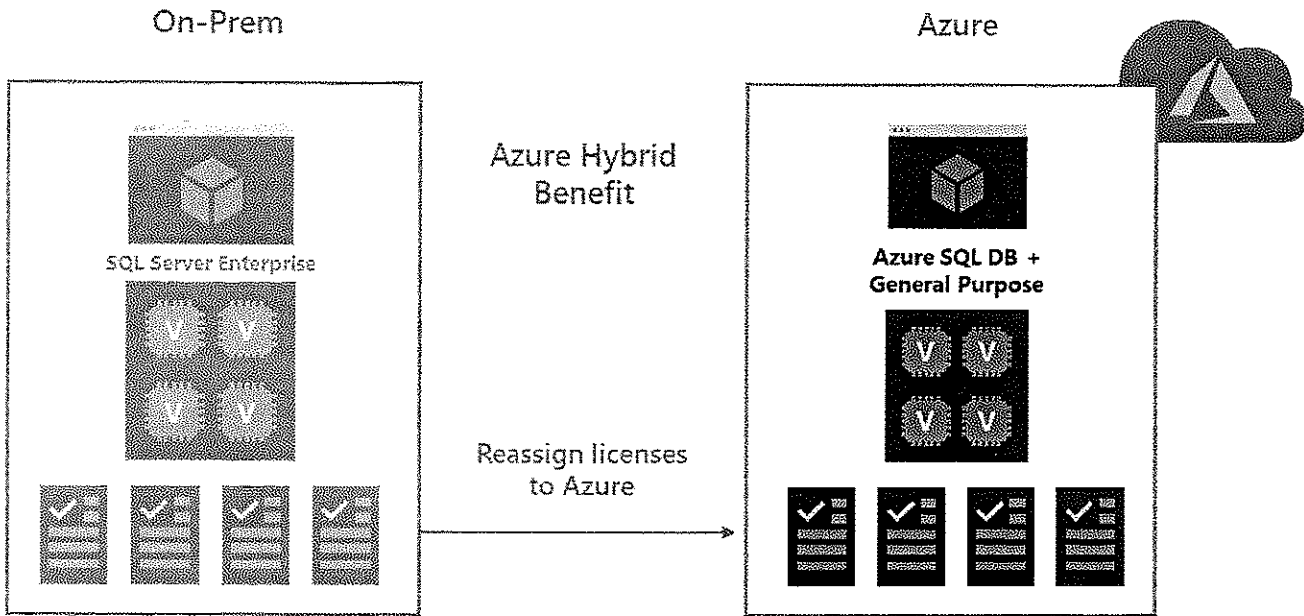 On-Prem
Azure
Azure Hybrid
Benefit
SQL Server Enterprise
Azure SQL DB +
General Purpose
V V
V V
V V
V V
Reassign licenses
to Azure